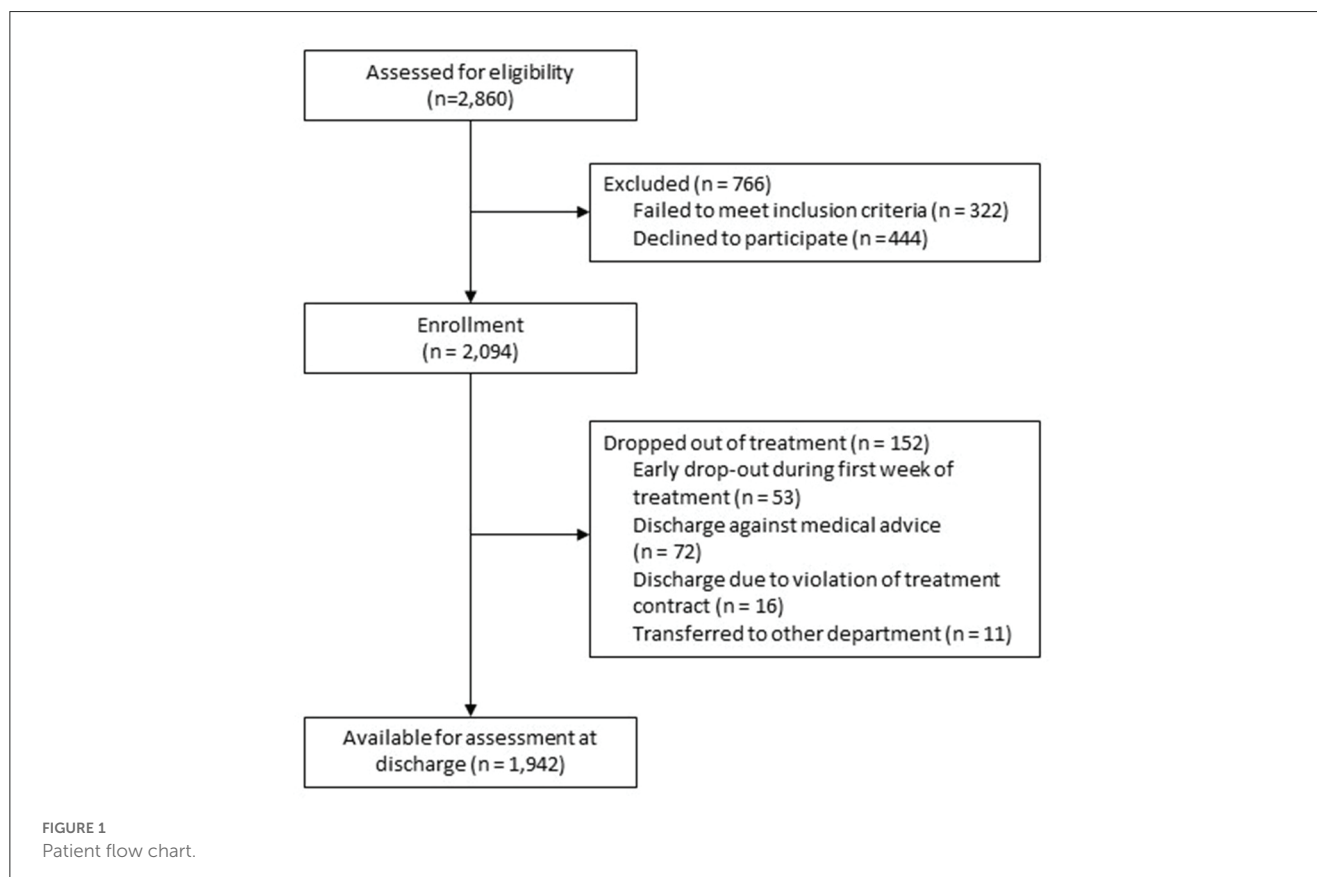 Assessed for eligibility
(n=2,860)
Excluded (n = 766)
Failed to meet inclusion criteria (n = 322)
Declined to participate (n =444)
Enrollment
(n = 2,094)
Dropped out of treatment (n = 152)
Early drop-out during first week of
treatment (n = 53)
Discharge against medical advice
(n = 72)
Discharge due to violation of treatment
contract (n = 16)
Transferred to other department (n = 11)
Available for assessment at
discharge (n = 1,942)
FIGURE 1
Patient flow chart.